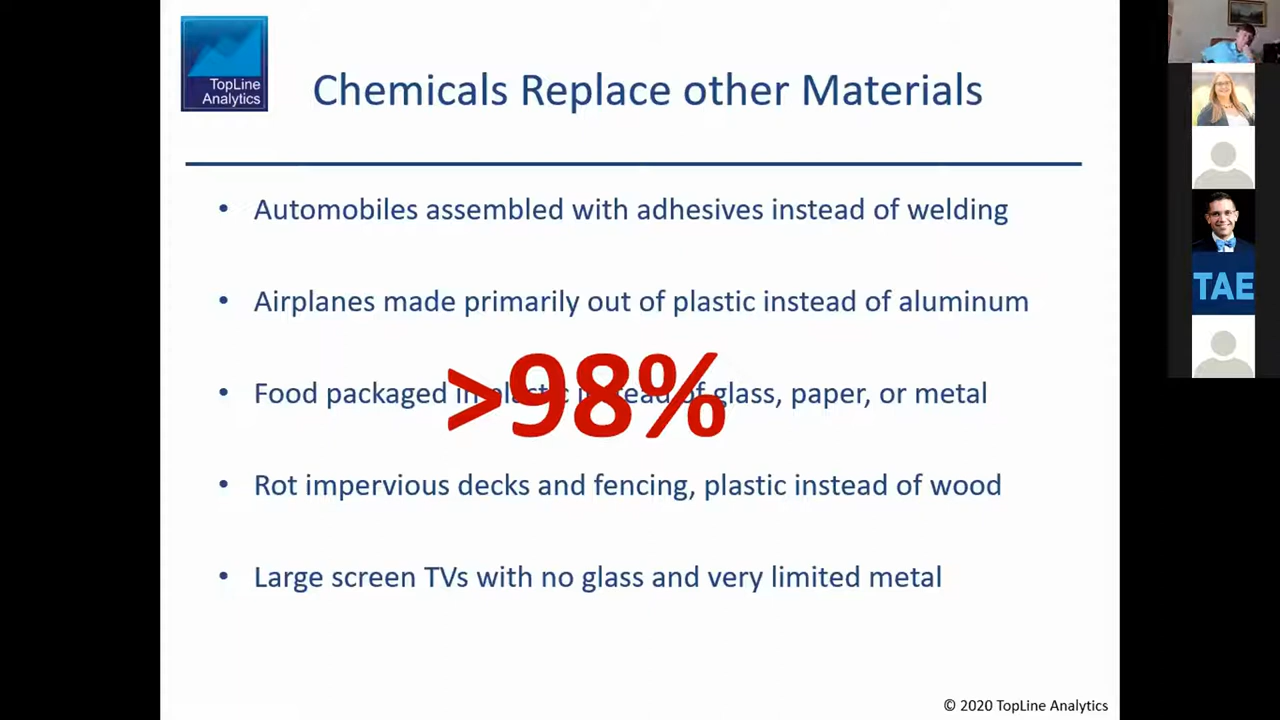 TopLine
Analytics
Chemicals Replace other Materials
• Automobiles assembled with adhesives instead of welding
• Airplanes made primarily out of plastic instead of aluminum
>98%
• Food packaged in plastic instead of glass, paper, or metal
• Rot impervious decks and fencing, plastic instead of wood
• Large screen TVs with no glass and very limited metal
© 2020 TopLine Analytics
TAE